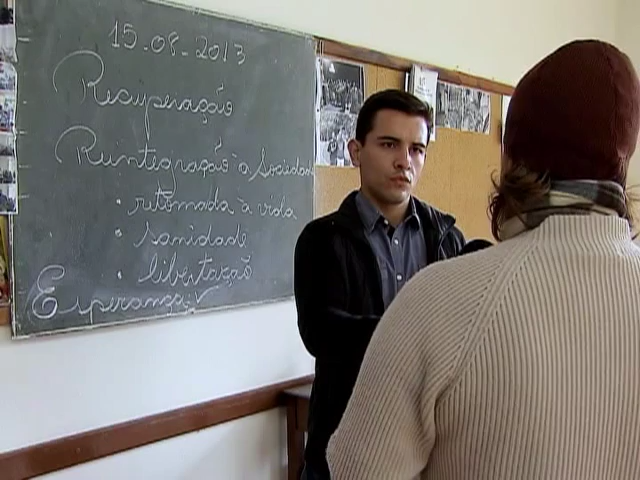 15.08.2013
Recuperação
Reintegração à Sociedade
• retomada à vida
• sanidade
• libertação
Esperança